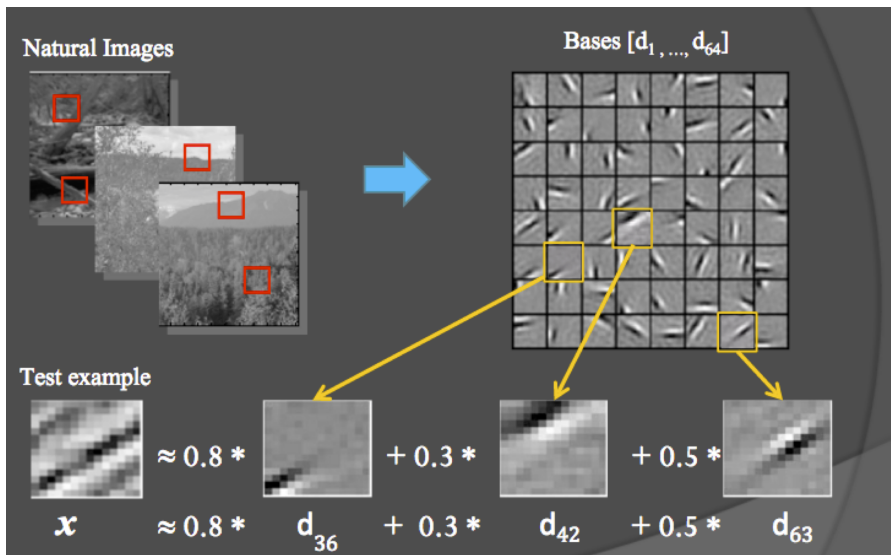 Natural Images
Bases [d1 , ..., d64]
Test example
≈ 0.8 * + 0.3 * + 0.5 *
x ≈ 0.8 * d36 + 0.3 * d42 + 0.5 * d63